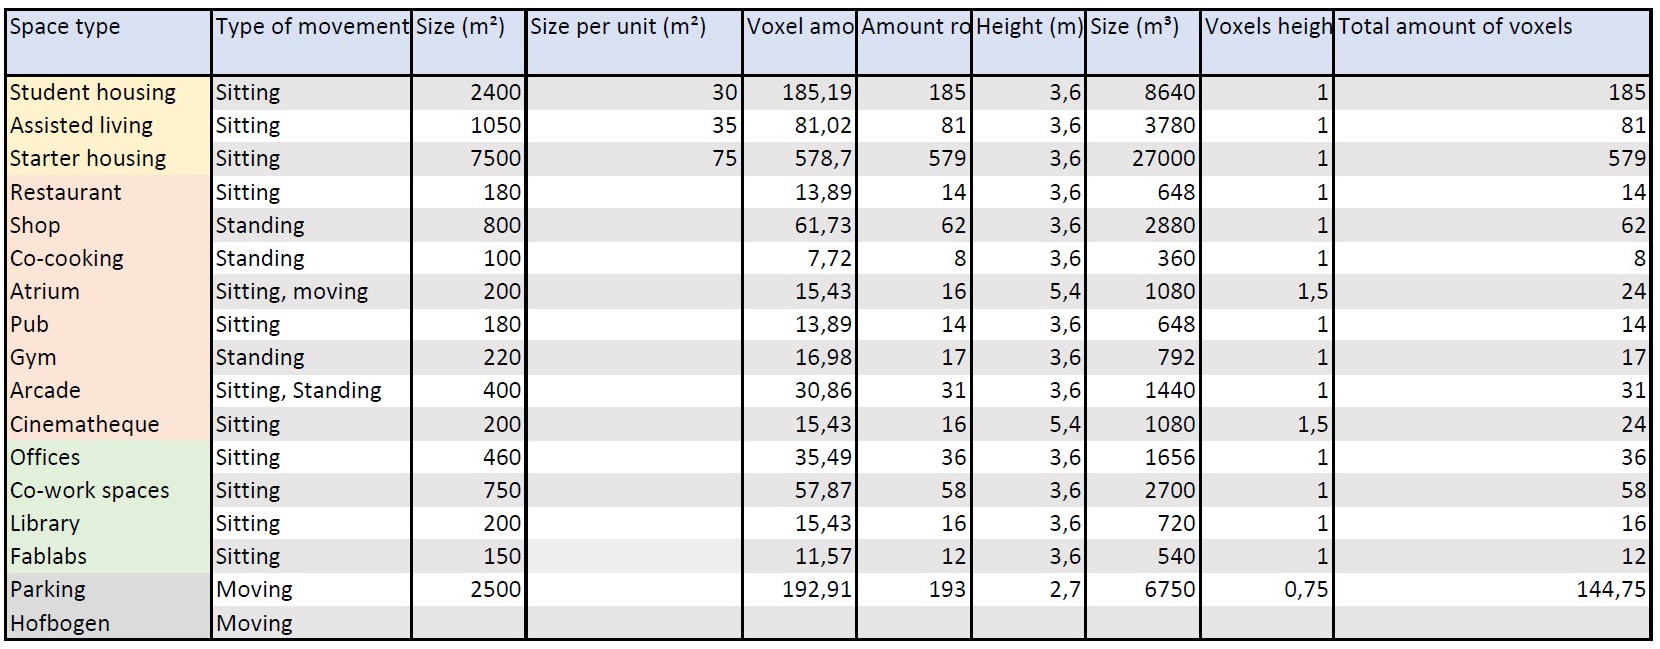 Space type Type of movement Size (m²) Size per unit (m²) Voxel amo Amount ro Height (m) Size (m³) Voxels heigh Total amount of voxels
Student housing Sitting 2400 30 185,19 185 3,6 8640 1 185
Assisted living Sitting 1050 35 81,02 81 3,6 3780 1 81
Starter housing Sitting 7500 75 578,7 579 3,6 27000 1 579
Restaurant Sitting 180 13,89 14 3,6 648 1 14
Shop Standing 800 61,73 62 3,6 2880 1 62
Co-cooking Standing 100 7,72 8 3,6 360 1 8
Atrium Sitting, moving 200 15,43 16 5,4 1080 1,5 24
Pub Sitting 180 13,89 14 3,6 648 1 14
Gym Standing 220 16,98 17 3,6 792 1 17
Arcade Sitting, Standing 400 30,86 31 3,6 1440 1 31
Cinematheque Sitting 200 15,43 16 5,4 1080 1,5 24
Offices Sitting 460 35,49 36 3,6 1656 1 36
Co-work spaces Sitting 750 57,87 58 3,6 2700 1 58
Library Sitting 200 15,43 16 3,6 720 1 16
Fablabs Sitting 150 11,57 12 3,6 540 1 12
Parking Moving 2500 192,91 193 2,7 6750 0,75 144,75
Hofbogen Moving